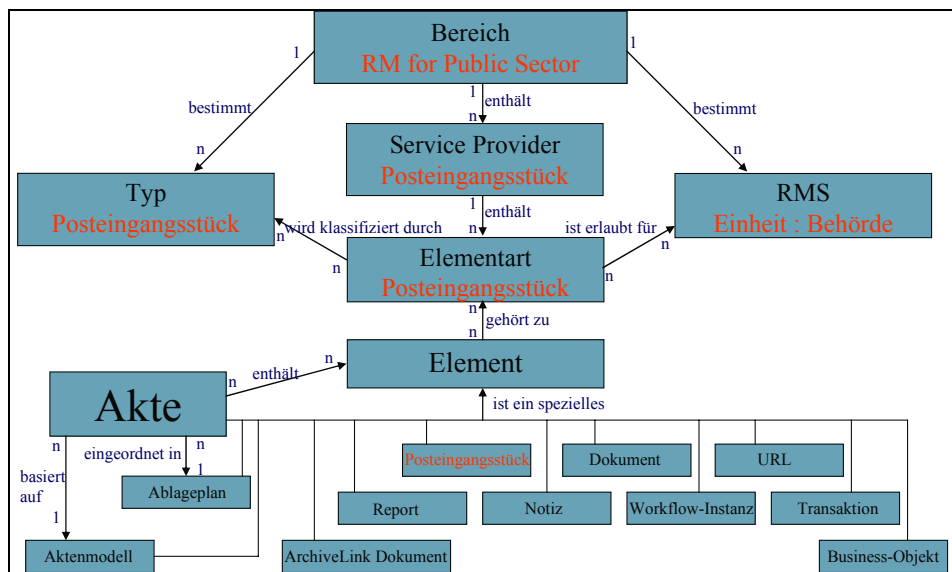 Bereich
RM for Public Sector
1
1
bestimmt
1
enthält
n
bestimmt
n
n
Service Provider
Posteingangsstück
Typ
Posteingangsstück
RMS
Einheit : Behörde
1
enthält
n
n
wird klassifiziert durch
n
ist erlaubt für
n
n
Elementart
Posteingangsstück
n
gehört zu
n
Element
n
enthält
n
ist ein spezielles
Akte
n
basiert
auf
1
eingeordnet in
n
1
Posteingangsstück
Dokument
URL
Ablageplan
Report
Notiz
Workflow-Instanz
Transaktion
Aktenmodell
ArchiveLink Dokument
Business-Objekt